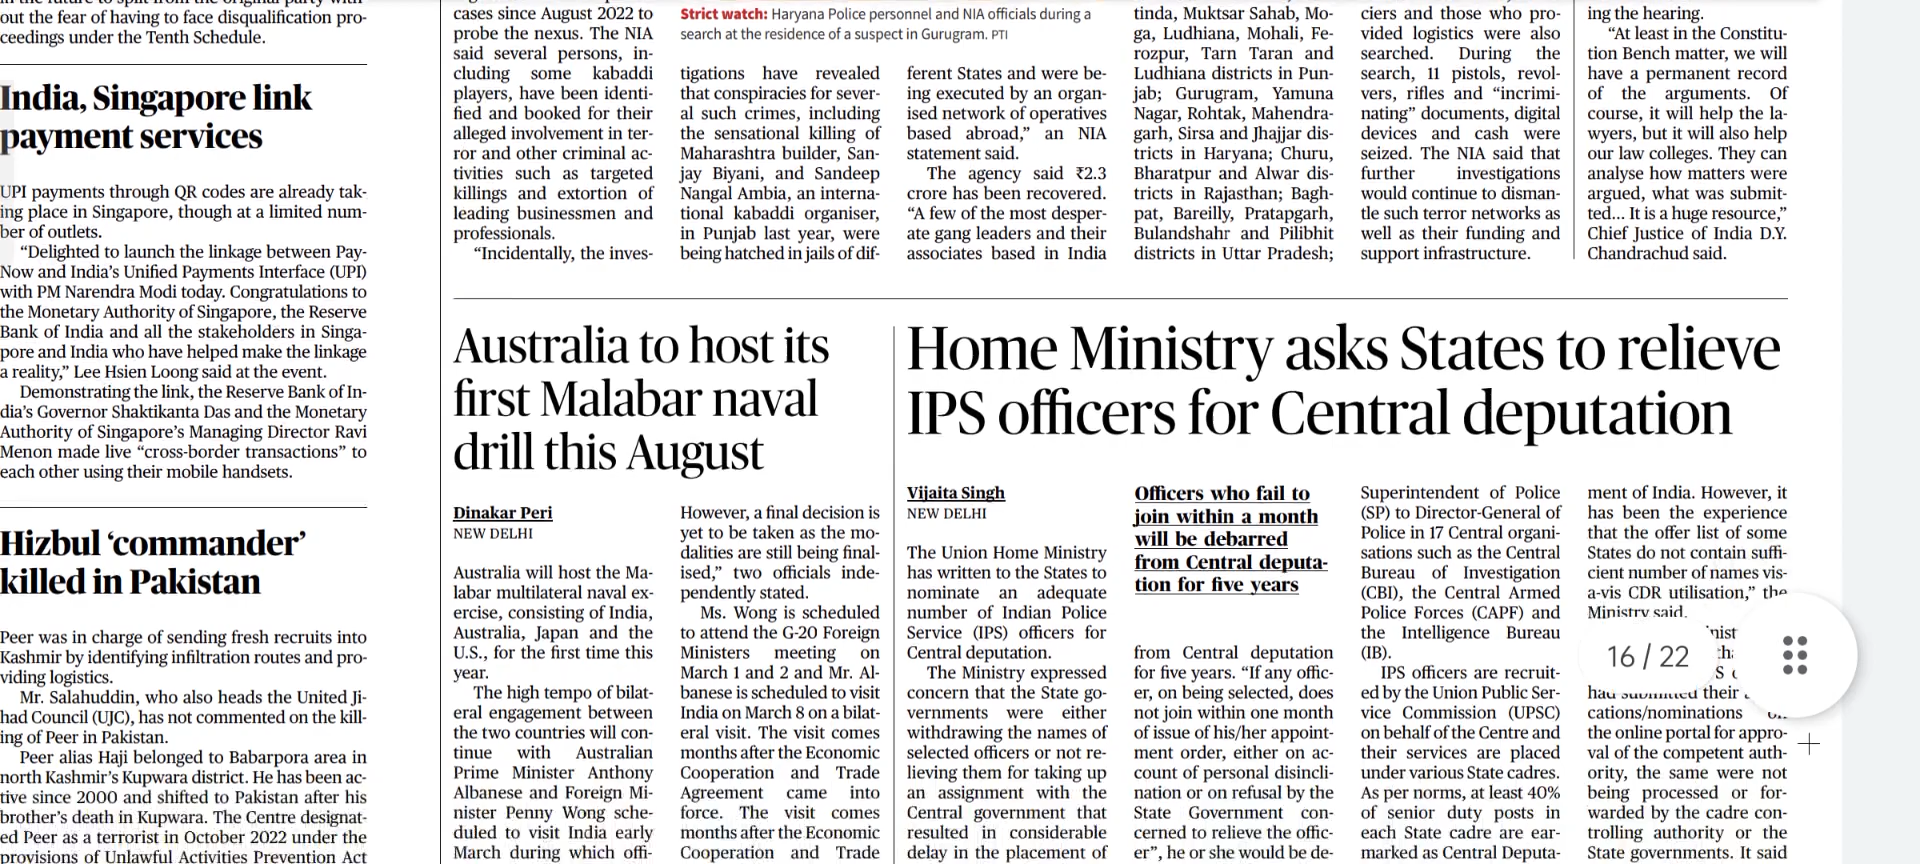 out the fear of having to face disqualification pro-
ceedings under the Tenth Schedule.
India, Singapore link
payment services
UPI payments through QR codes are already tak-
ing place in Singapore, though at a limited num-
ber of outlets.
“Delighted to launch the linkage between Pay-
Now and India’s Unified Payments Interface (UPI)
with PM Narendra Modi today. Congratulations to
the Monetary Authority of Singapore, the Reserve
Bank of India and all the stakeholders in Singa-
pore and India who have helped make the linkage
a reality,” Lee Hsien Loong said at the event.
Demonstrating the link, the Reserve Bank of In-
dia’s Governor Shaktikanta Das and the Monetary
Authority of Singapore’s Managing Director Ravi
Menon made live “cross-border transactions” to
each other using their mobile handsets.
Hizbul ‘commander’
killed in Pakistan
Peer was in charge of sending fresh recruits into
Kashmir by identifying infiltration routes and pro-
viding logistics.
Mr. Salahuddin, who also heads the United Ji-
had Council (UJC), has not commented on the kill-
ing of Peer in Pakistan.
Peer alias Haji belonged to Babarpora area in
north Kashmir’s Kupwara district. He has been ac-
tive since 2000 and shifted to Pakistan after his
brother’s death in Kupwara. The Centre designat-
ed Peer as a terrorist in October 2022 under the
provisions of Unlawful Activities Prevention Act
cases since August 2022 to
probe the nexus. The NIA
said several persons, in-
cluding some kabaddi
players, have been identi-
fied and booked for their
alleged involvement in ter-
ror and other criminal ac-
tivities such as targeted
killings and extortion of
leading businessmen and
professionals.
“Incidentally, the inves-
Strict watch: Haryana Police personnel and NIA officials during a
search at the residence of a suspect in Gurugram. PTI
tigations have revealed
that conspiracies for sever-
al such crimes, including
the sensational killing of
Maharashtra builder, San-
jay Biyani, and Sandeep
Nangal Ambia, an interna-
tional kabaddi organiser,
in Punjab last year, were
being hatched in jails of dif-
ferent States and were be-
ing executed by an organ-
ised network of operatives
based abroad,” an NIA
statement said.
The agency said ₹2.3
crore has been recovered.
“A few of the most desper-
ate gang leaders and their
associates based in India
tinda, Muktsar Sahab, Mo-
ga, Ludhiana, Mohali, Fe-
rozpur, Tarn Taran and
Ludhiana districts in Pun-
jab; Gurugram, Yamuna
Nagar, Rohtak, Mahendra-
garh, Sirsa and Jhajjar dis-
tricts in Haryana; Churu,
Bharatpur and Alwar dis-
tricts in Rajasthan; Bagh-
pat, Bareilly, Pratapgarh,
Bulandshahr and Pilibhit
districts in Uttar Pradesh;
ciers and those who pro-
vided logistics were also
searched. During the
search, 11 pistols, revol-
vers, rifles and “incrimi-
nating” documents, digital
devices and cash were
seized. The NIA said that
further investigations
would continue to disman-
tle such terror networks as
well as their funding and
support infrastructure.
ing the hearing.
“At least in the Constitu-
tion Bench matter, we will
have a permanent record
of the arguments. Of
course, it will help the la-
wyers, but it will also help
our law colleges. They can
analyse how matters were
argued, what was submit-
ted... It is a huge resource,”
Chief Justice of India D.Y.
Chandrachud said.
Australia to host its
first Malabar naval
drill this August
Dinakar Peri
NEW DELHI
Australia will host the Ma-
labar multilateral naval ex-
ercise, consisting of India,
Australia, Japan and the
U.S., for the first time this
year.
The high tempo of bilat-
eral engagement between
the two countries will con-
tinue with Australian
Prime Minister Anthony
Albanese and Foreign Mi-
nister Penny Wong sche-
duled to visit India early
March during which offi-
However, a final decision is
yet to be taken as the mo-
dalities are still being final-
ised,” two officials inde-
pendently stated.
Ms. Wong is scheduled
to attend the G-20 Foreign
Ministers meeting on
March 1 and 2 and Mr. Al-
banese is scheduled to visit
India on March 8 on a bilat-
eral visit. The visit comes
months after the Economic
Cooperation and Trade
Agreement came into
force. The visit comes
months after the Economic
Cooperation and Trade
Home Ministry asks States to relieve
IPS officers for Central deputation
Vijaita Singh
NEW DELHI
The Union Home Ministry
has written to the States to
nominate an adequate
number of Indian Police
Service (IPS) officers for
Central deputation.
The Ministry expressed
concern that the State go-
vernments were either
withdrawing the names of
selected officers or not re-
lieving them for taking up
an assignment with the
Central government that
resulted in considerable
delay in the placement of
Officers who fail to
join within a month
will be debarred
from Central deputa-
tion for five years
from Central deputation
for five years. “If any offic-
er, on being selected, does
not join within one month
of issue of his/her appoint-
ment order, either on ac-
count of personal disincli-
nation or on refusal by the
State Government con-
cerned to relieve the offic-
er”, he or she would be de-
Superintendent of Police
(SP) to Director-General of
Police in 17 Central organi-
sations such as the Central
Bureau of Investigation
(CBI), the Central Armed
Police Forces (CAPF) and
the Intelligence Bureau
(IB).
IPS officers are recruit-
ed by the Union Public Ser-
vice Commission (UPSC)
on behalf of the Centre and
their services are placed
under various State cadres.
As per norms, at least 40%
of senior duty posts in
each State cadre are ear-
marked as Central Deputa-
ment of India. However, it
has been the experience
that the offer list of some
States do not contain suffi-
cient number of names vis-
a-vis CDR utilisation,” the
Ministry said.
had submitted their
cations/nominations on
the online portal for appro-
val of the competent auth-
ority, the same were not
being processed or for-
warded by the cadre con-
trolling authority or the
State governments. It said
16 / 22